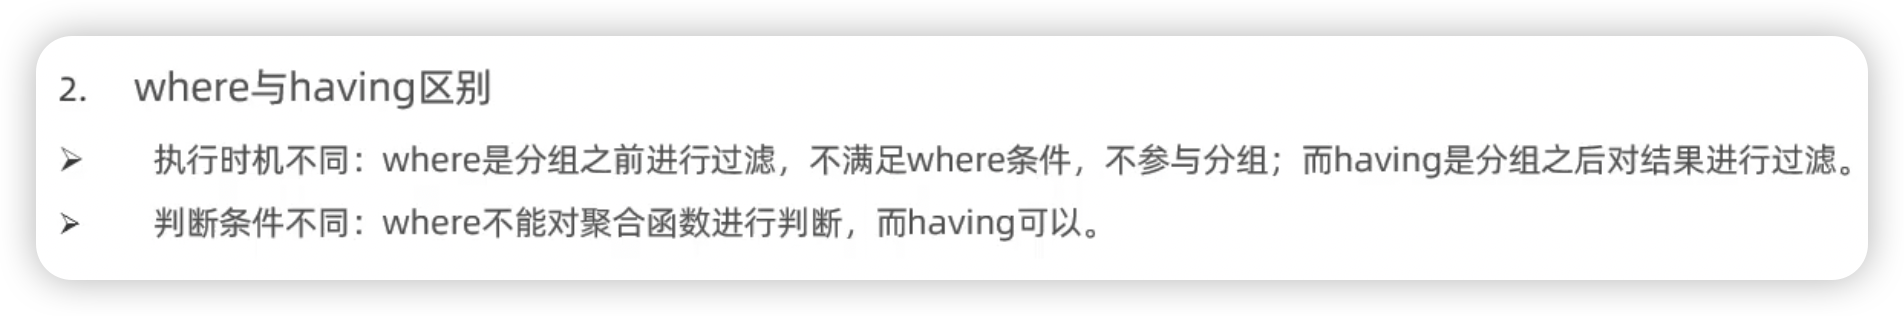 2. where与having区别
➢ 执行时机不同：where是分组之前进行过滤，不满足where条件，不参与分组；而having是分组之后对结果进行过滤。
➢ 判断条件不同：where不能对聚合函数进行判断，而having可以。